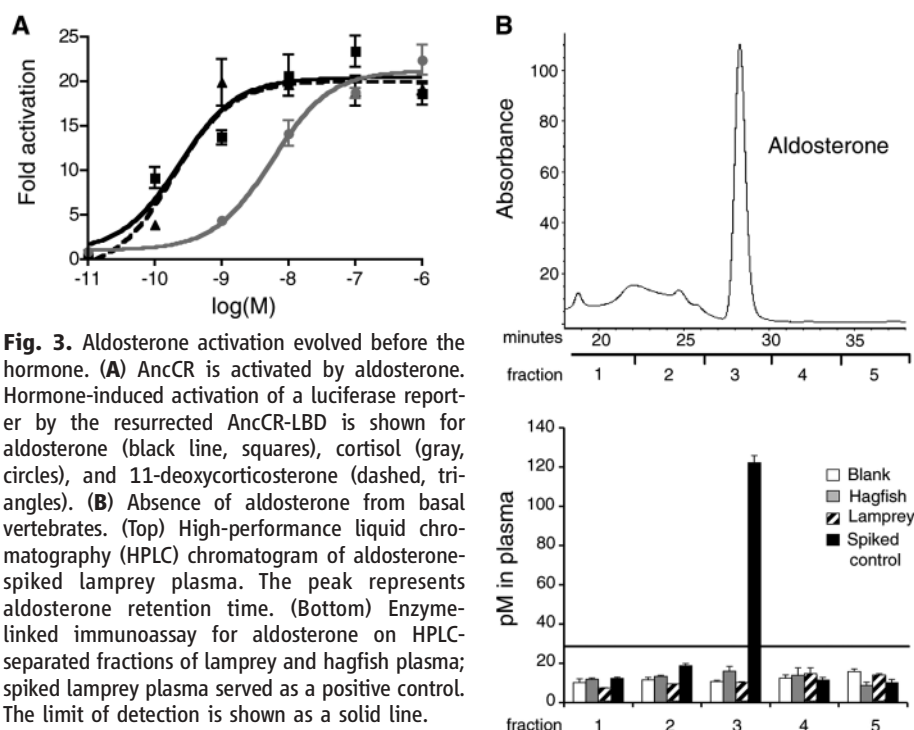 A
25
20
15
10
5
0
Fold activation
-11 -10 -9 -8 -7 -6
log(M)
Fig. 3. Aldosterone activation evolved before the
hormone. (A) AncCR is activated by aldosterone.
Hormone-induced activation of a luciferase report-
er by the resurrected AncCR-LBD is shown for
aldosterone (black line, squares), cortisol (gray,
circles), and 11-deoxycorticosterone (dashed, tri-
angles). (B) Absence of aldosterone from basal
vertebrates. (Top) High-performance liquid chro-
matography (HPLC) chromatogram of aldosterone-
spiked lamprey plasma. The peak represents
aldosterone retention time. (Bottom) Enzyme-
linked immunoassay for aldosterone on HPLC-
separated fractions of lamprey and hagfish plasma;
spiked lamprey plasma served as a positive control.
The limit of detection is shown as a solid line.
B
100
80
60
40
20
Absorbance
Aldosterone
minutes 20 25 30 35
fraction 1 2 3 4 5
140
120
100
80
60
40
20
0
pM in plasma
Blank
Hagfish
Lamprey
Spiked
control
fraction 1 2 3 4 5